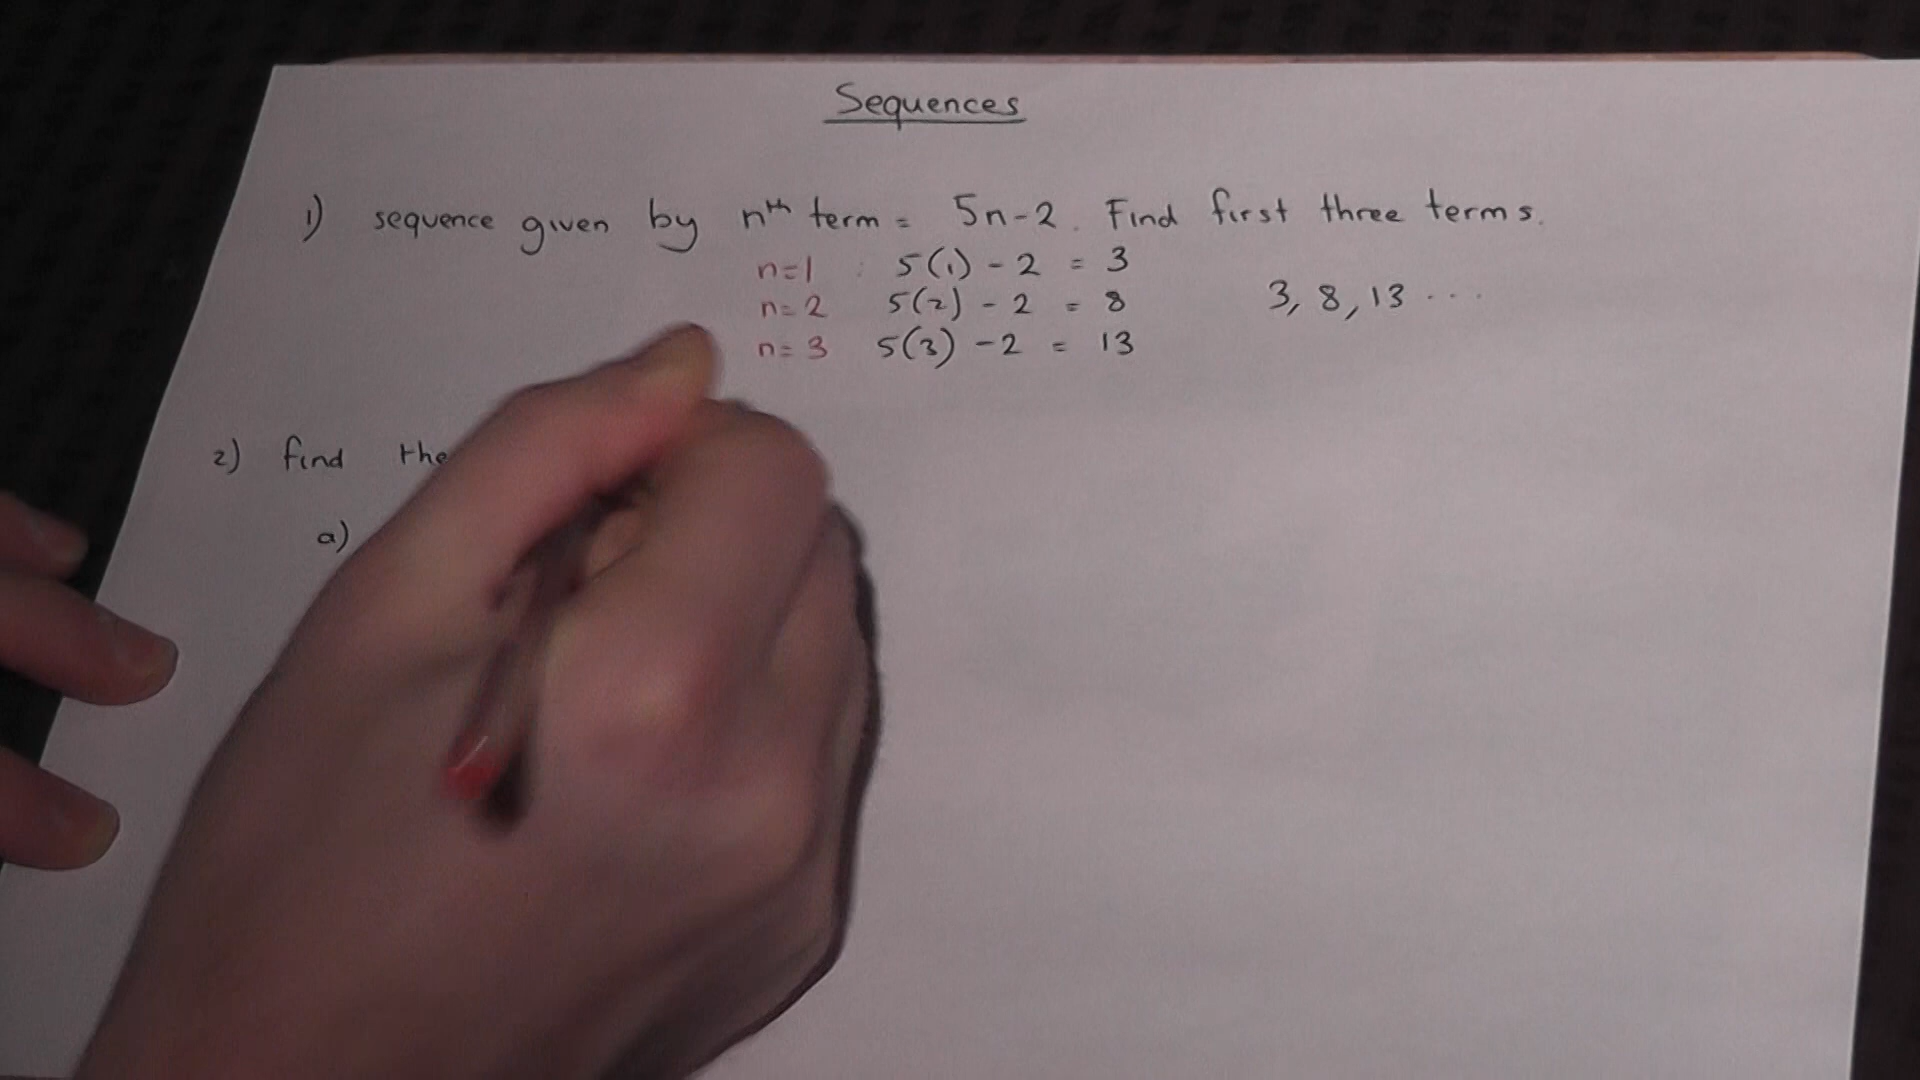 Sequences
1) sequence given by nth term = 5n-2. Find first three terms.
n=1 : 5(1) - 2 = 3
n=2 5(2) - 2 = 8 3, 8, 13 ...
n=3 5(3) - 2 = 13
2) find the
a)